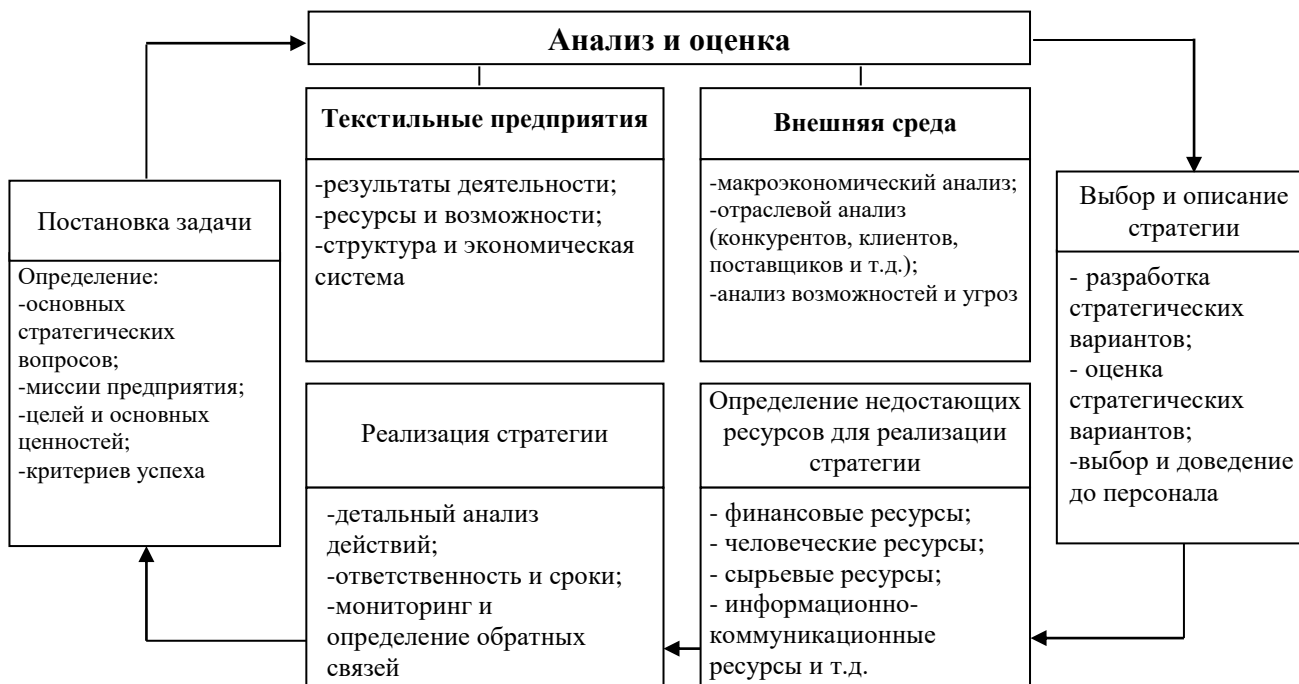 Анализ и оценка
Текстильные предприятия
-результаты деятельности;
-ресурсы и возможности;
-структура и экономическая
система
Внешняя среда
-макроэкономический анализ;
-отраслевой анализ
(конкурентов, клиентов,
поставщиков и т.д.);
-анализ возможностей и угроз
Постановка задачи
Определение:
-основных
стратегических
вопросов;
-миссии предприятия;
-целей и основных
ценностей;
-критериев успеха
Выбор и описание
стратегии
- разработка
стратегических
вариантов;
- оценка
стратегических
вариантов;
-выбор и доведение
до персонала
Реализация стратегии
-детальный анализ
действий;
-ответственность и сроки;
-мониторинг и
определение обратных
связей
Определение недостающих
ресурсов для реализации
стратегии
- финансовые ресурсы;
- человеческие ресурсы;
- сырьевые ресурсы;
- информационно-
коммуникационные
ресурсы и т.д.